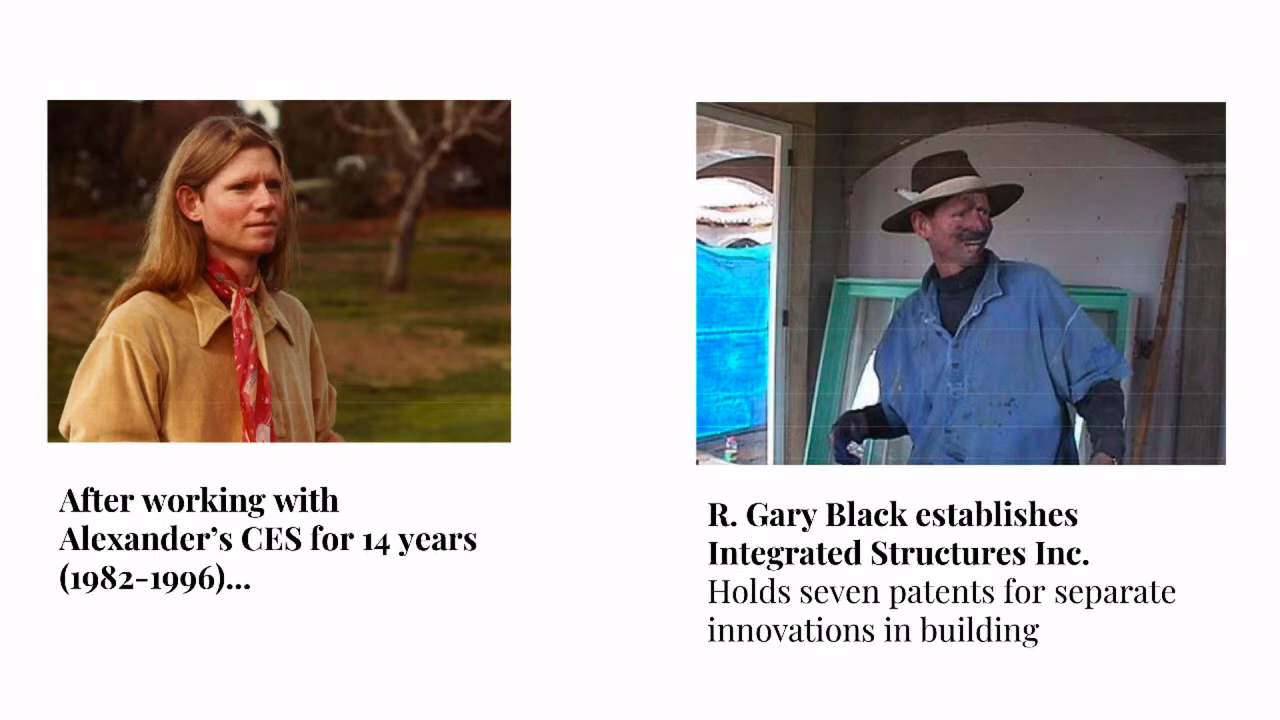 After working with
Alexander’s CES for 14 years
(1982-1996)...
R. Gary Black establishes
Integrated Structures Inc.
Holds seven patents for separate
innovations in building